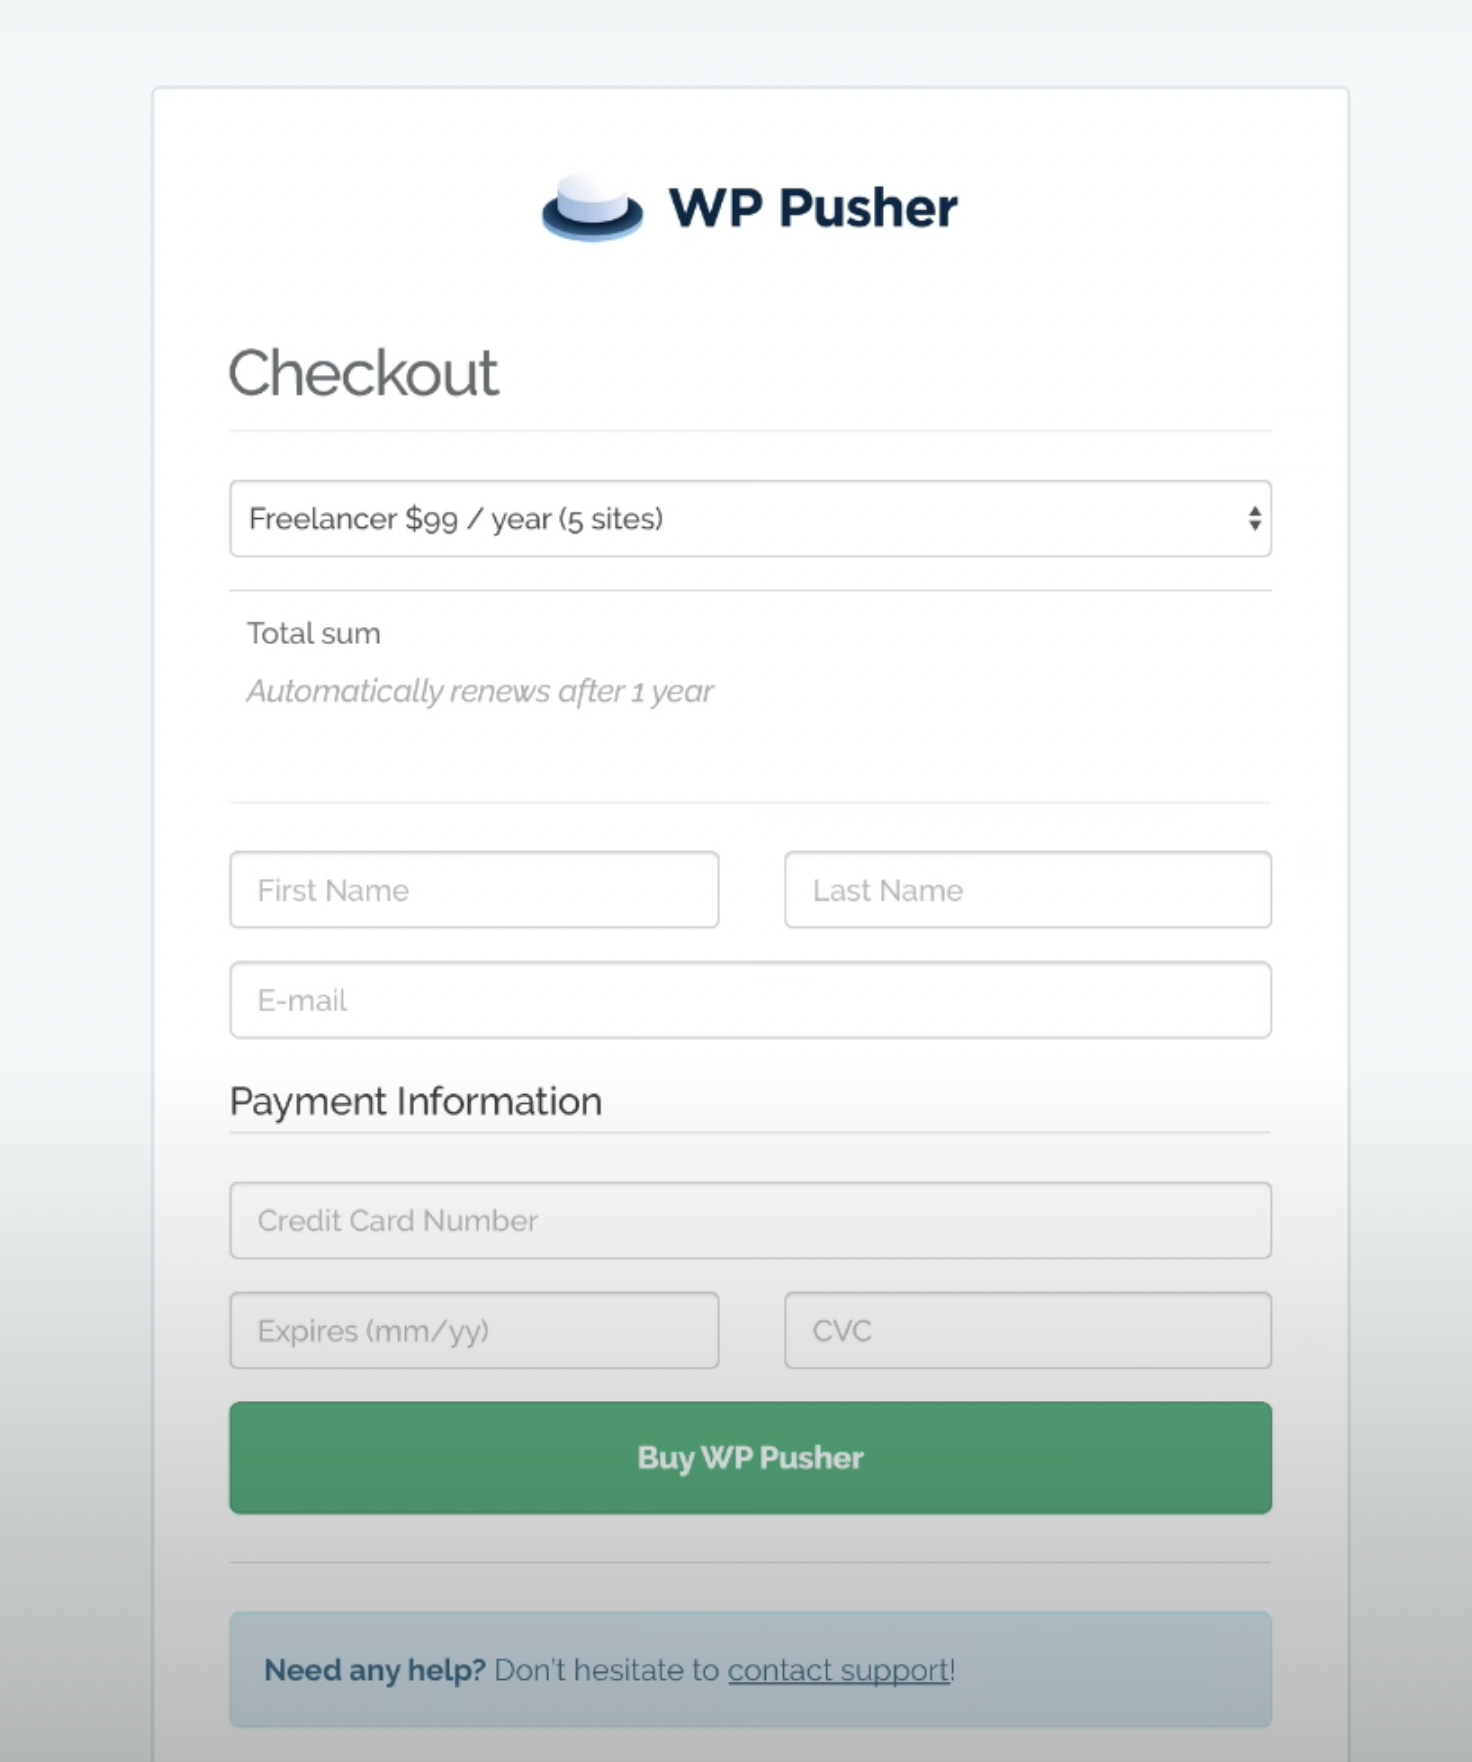 WP Pusher
Checkout
Freelancer $99 / year (5 sites)
Total sum
Automatically renews after 1 year
First Name
Last Name
E-mail
Payment Information
Credit Card Number
Expires (mm/yy)
CVC
Buy WP Pusher
Need any help? Don't hesitate to contact support!